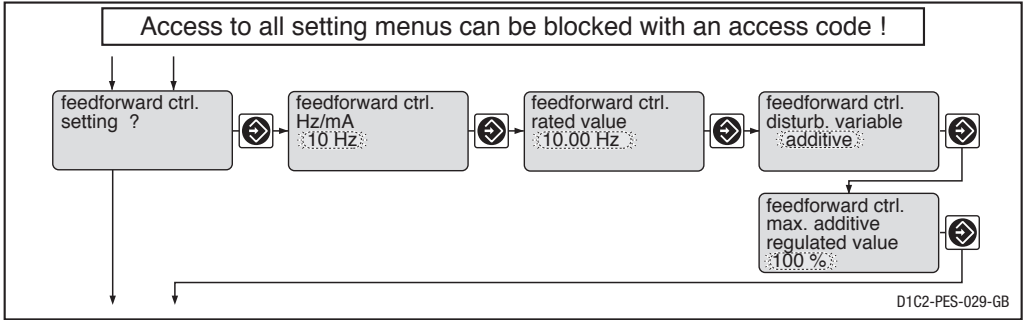 Access to all setting menus can be blocked with an access code !
feedforward ctrl.
setting ?
feedforward ctrl.
Hz/mA
10 Hz
feedforward ctrl.
rated value
10.00 Hz
feedforward ctrl.
disturb. variable
additive
feedforward ctrl.
max. additive
regulated value
100 %
D1C2-PES-029-GB